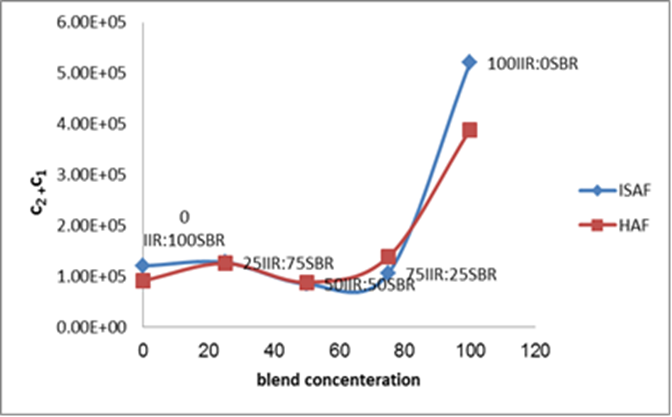 6.00E+05
5.00E+05
4.00E+05
3.00E+05
2.00E+05
1.00E+05
0.00E+00
c₂ +c₁
0
IIR:100SBR
25IIR:75SBR
50IIR:50SBR
75IIR:25SBR
100IIR:0SBR
ISAF
HAF
0 20 40 60 80 100 120
blend concenteration